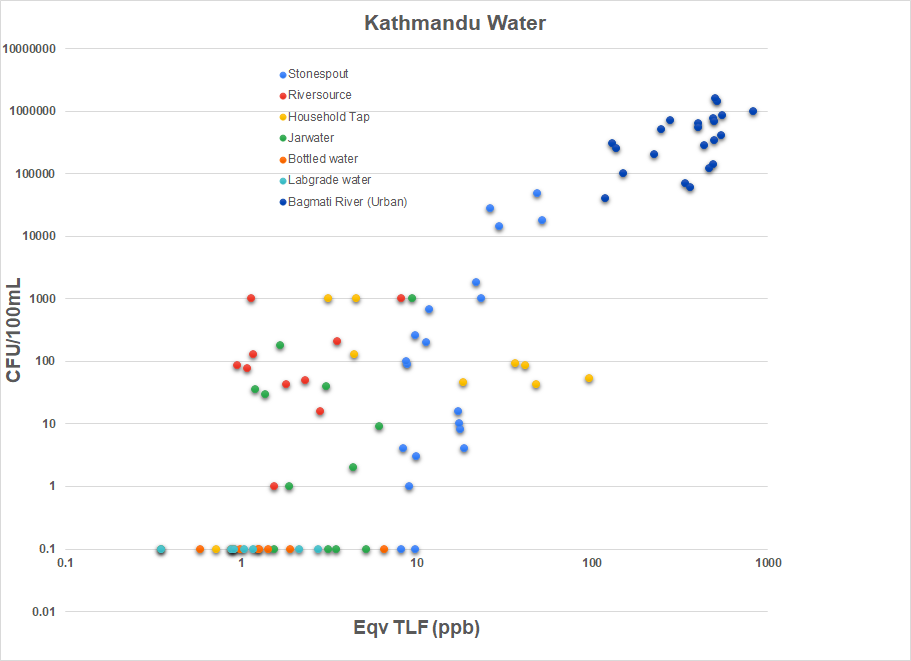 Kathmandu Water
10000000
Stonespout
Riversource
1000000
Household Tap
Jarwater
Bottled water
100000
Labgrade water
Bagmati River (Urban)
10000
1000
CFU/100mL
100
10
1
0.1
0.1 1 10 100 1000
0.01
Eqv TLF (ppb)